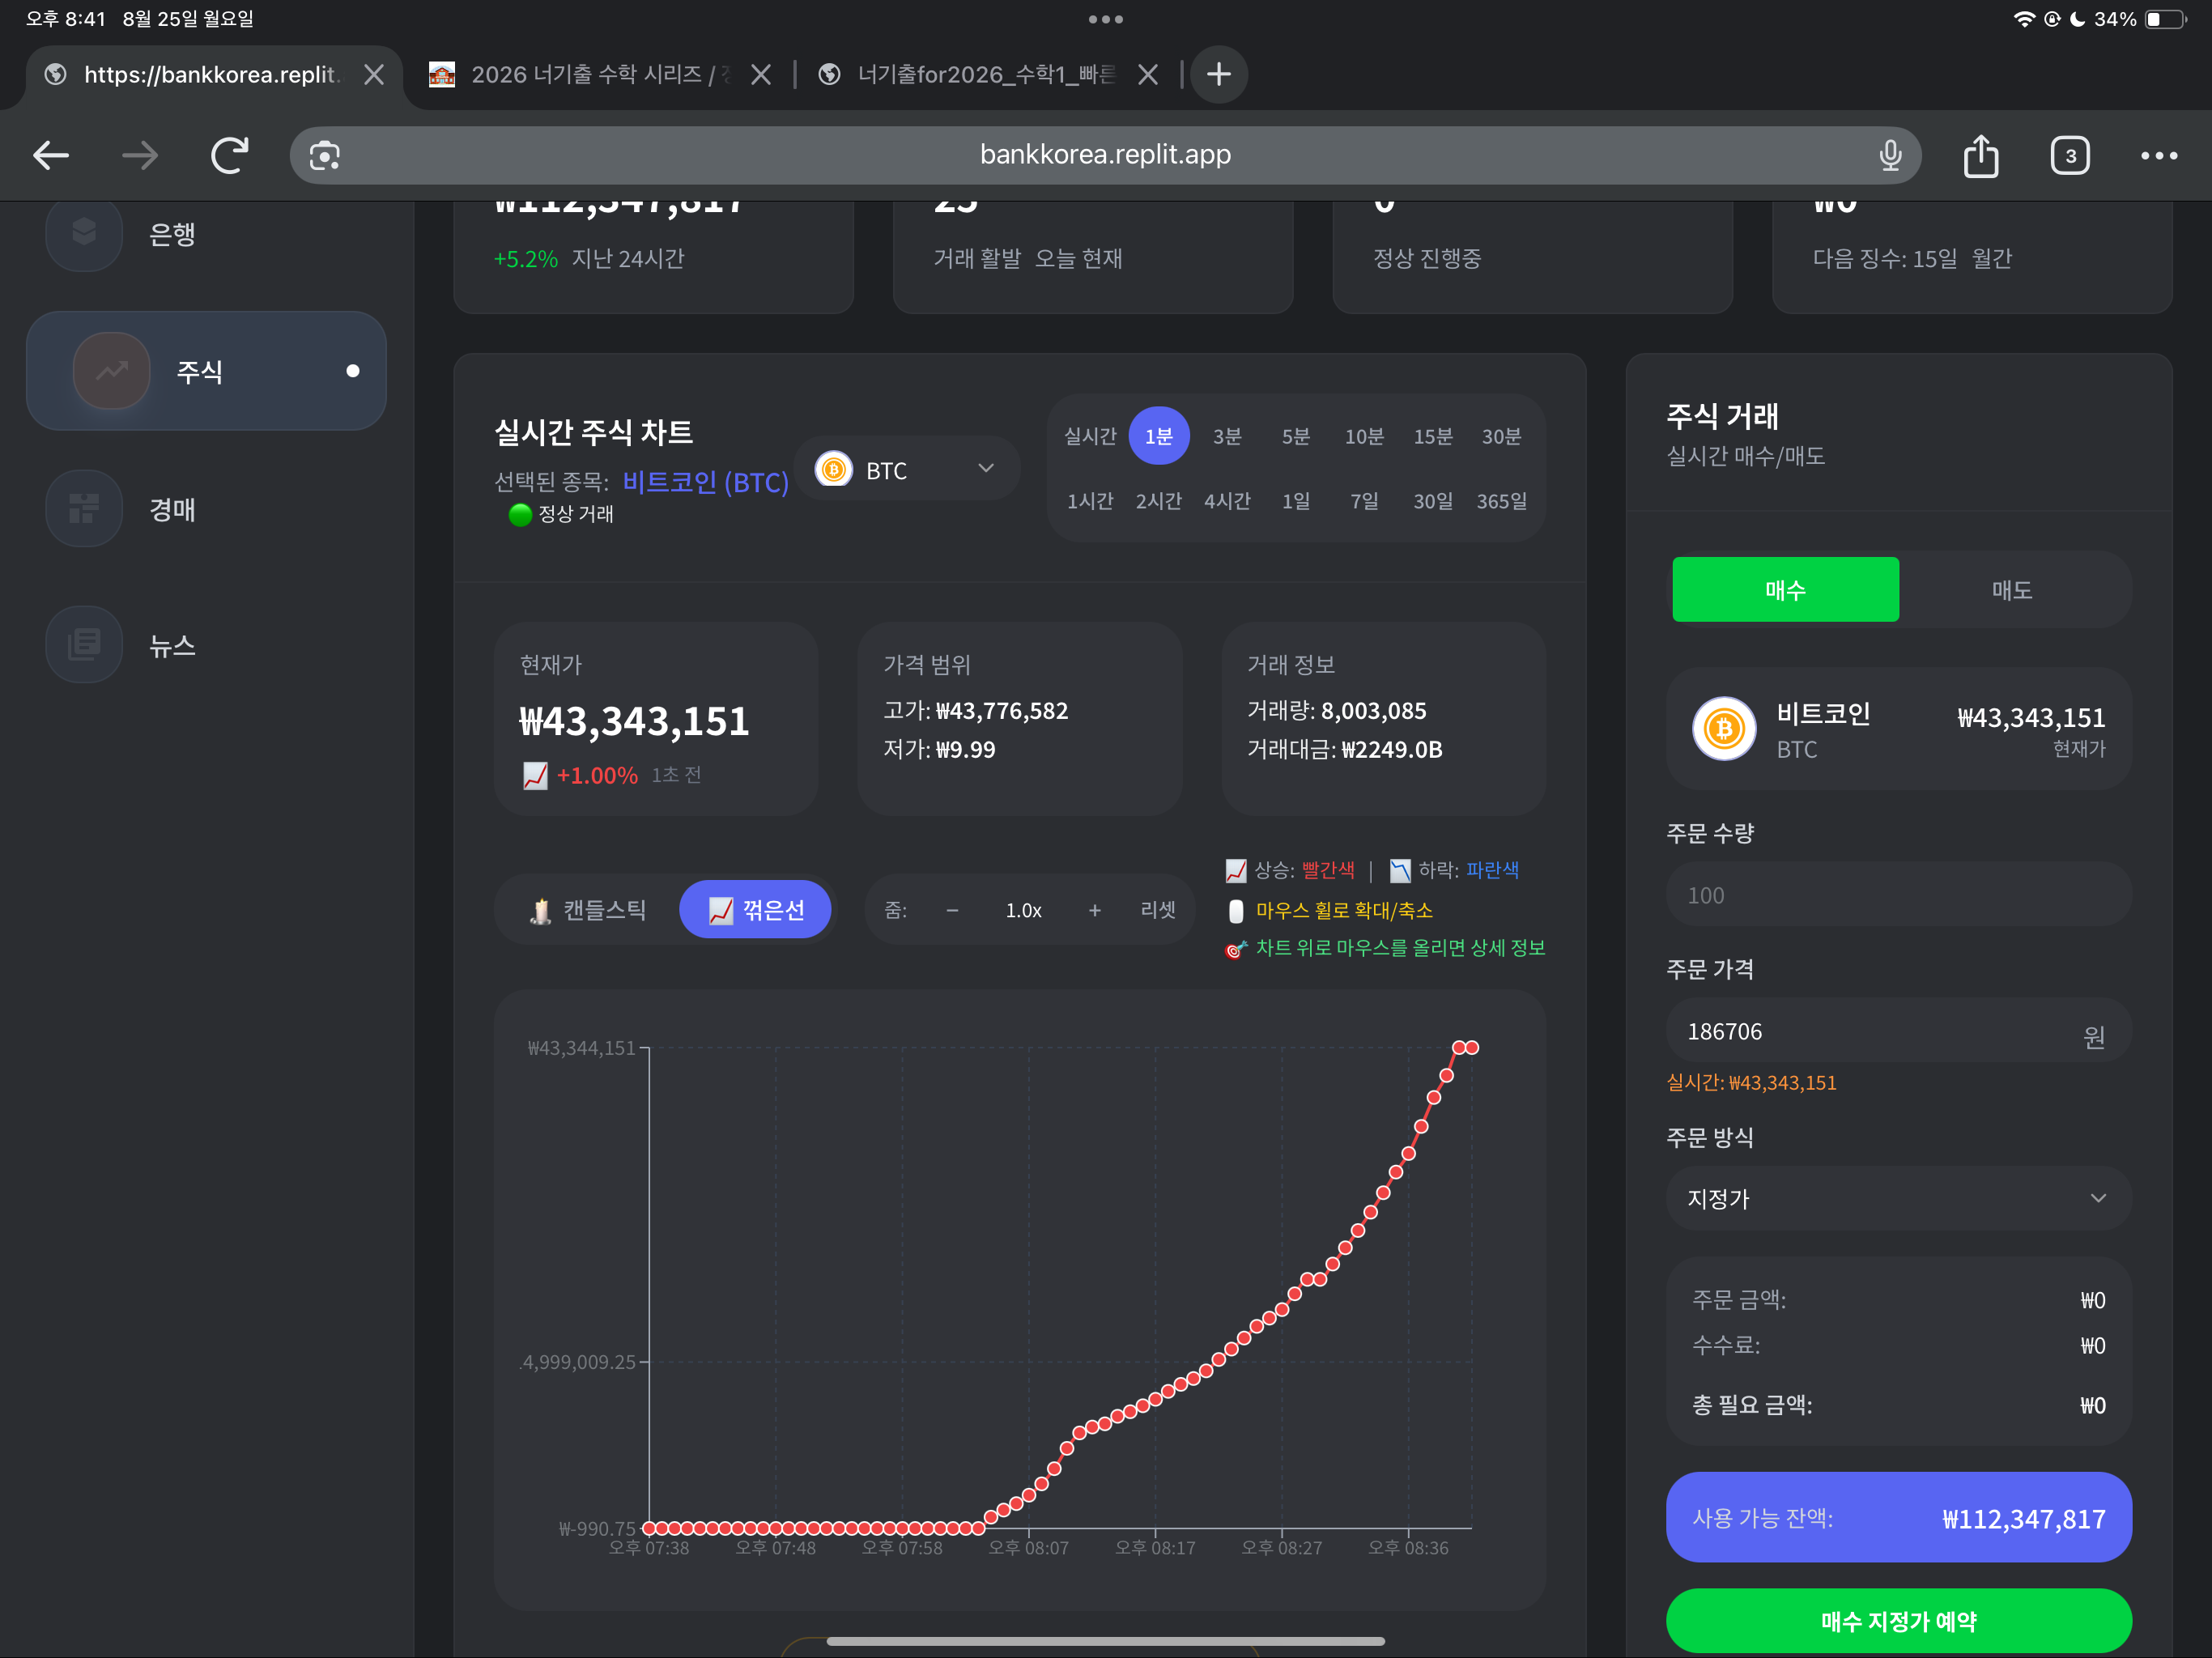 오후 8:41 8월 25일 월요일
34%
https://bankkorea.replit.
2026 너기출 수학 시리즈 /
너기출for2026_수학1_빠른
bankkorea.replit.app
3
₩112,347,817
25
0
₩0
+5.2% 지난 24시간
거래 활발 오늘 현재
정상 진행중
다음 징수: 15일 월간
은행
주식
경매
뉴스
실시간 주식 차트
선택된 종목: 비트코인 (BTC)
정상 거래
BTC
실시간 1분 3분 5분 10분 15분 30분
1시간 2시간 4시간 1일 7일 30일 365일
현재가
₩43,343,151
+1.00% 1초 전
가격 범위
고가: ₩43,776,582
저가: ₩9.99
거래 정보
거래량: 8,003,085
거래대금: ₩2249.0B
캔들스틱
꺾은선
줌: − 1.0x + 리셋
상승: 빨간색 | 하락: 파란색
마우스 휠로 확대/축소
차트 위로 마우스를 올리면 상세 정보
₩43,344,151
.4,999,009.25
₩-990.75
오후 07:38 오후 07:48 오후 07:58 오후 08:07 오후 08:17 오후 08:27 오후 08:36
주식 거래
실시간 매수/매도
매수 매도
비트코인
BTC
₩43,343,151
현재가
주문 수량
100
주문 가격
186706 원
실시간: ₩43,343,151
주문 방식
지정가
주문 금액: ₩0
수수료: ₩0
총 필요 금액: ₩0
사용 가능 잔액: ₩112,347,817
매수 지정가 예약